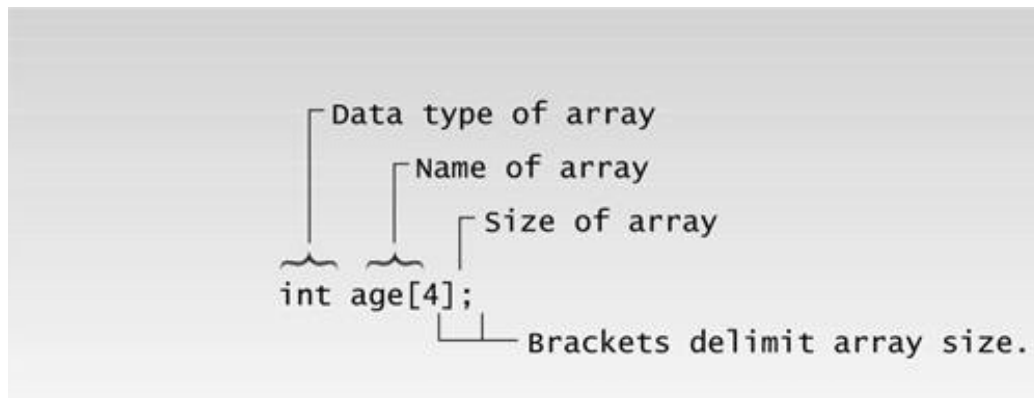 Data type of array
Name of array
Size of array
int age[4];
Brackets delimit array size.